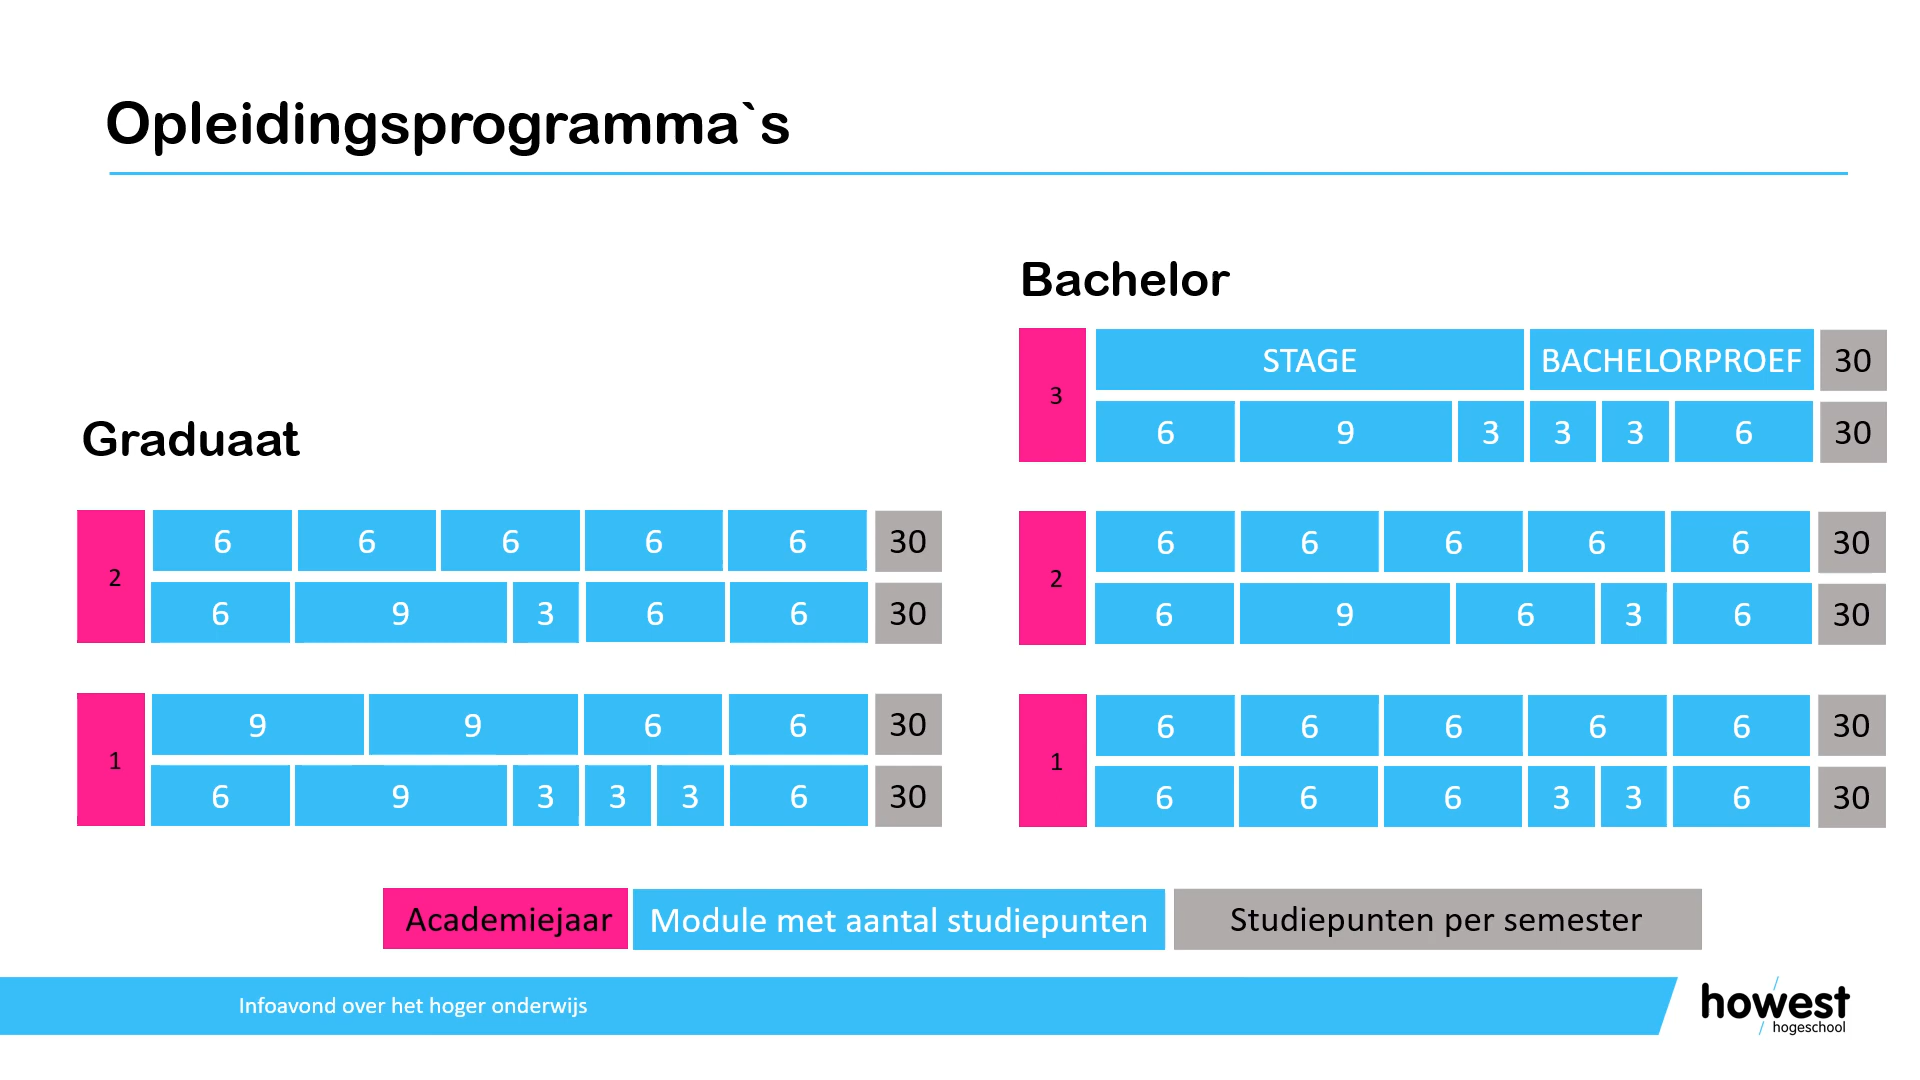 Opleidingsprogramma`s
Graduaat
2
6 6 6 6 6 30
6 9 3 6 6 30
1
9 9 6 6 30
6 9 3 3 3 6 30
Bachelor
3
STAGE BACHELORPROEF 30
6 9 3 3 3 6 30
2
6 6 6 6 6 30
6 9 6 3 6 30
1
6 6 6 6 6 30
6 6 6 3 3 6 30
Academiejaar Module met aantal studiepunten Studiepunten per semester
Infoavond over het hoger onderwijs
howest
hogeschool